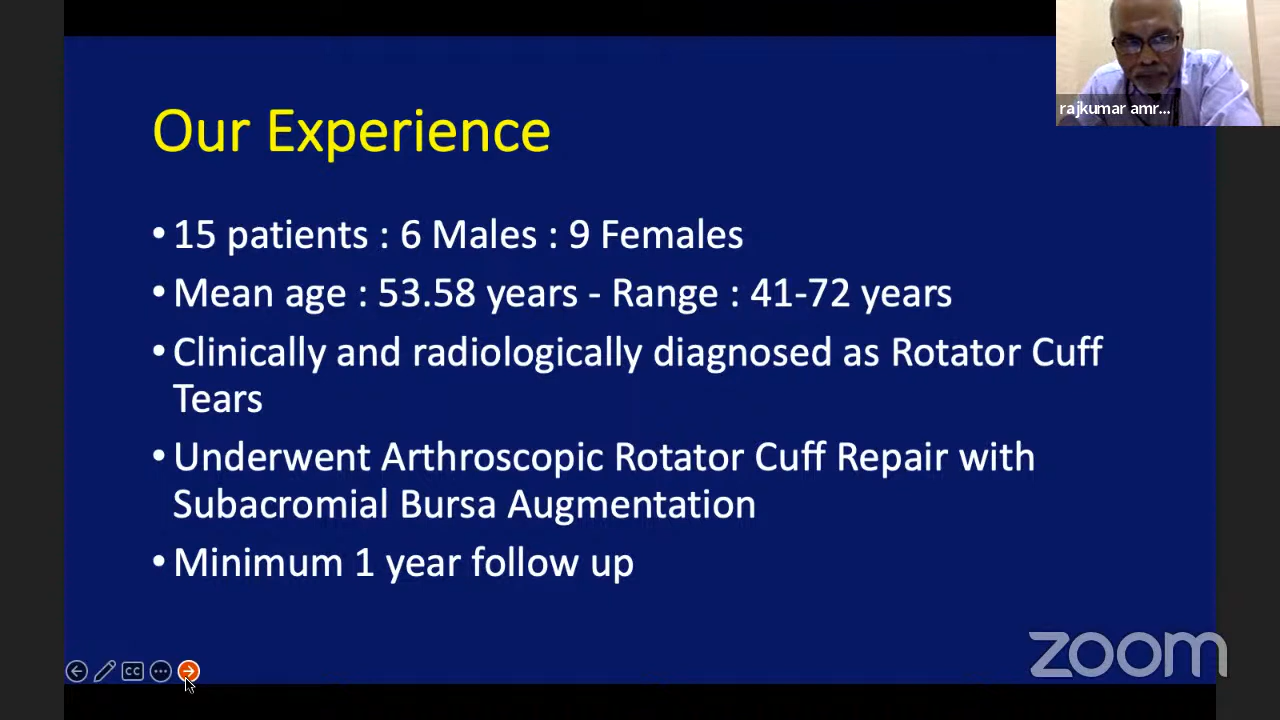 rajkumar amr...
Our Experience
• 15 patients : 6 Males : 9 Females
• Mean age : 53.58 years - Range : 41-72 years
• Clinically and radiologically diagnosed as Rotator Cuff
Tears
• Underwent Arthroscopic Rotator Cuff Repair with
Subacromial Bursa Augmentation
• Minimum 1 year follow up
CC
zoom